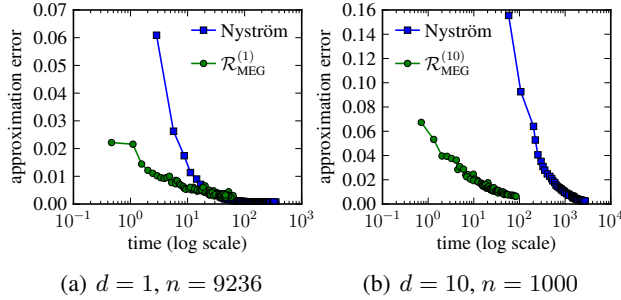 0.07
0.06
0.05
0.04
0.03
0.02
0.01
0.00
approximation error
Nyström
R_MEG^(1)
10^−1 10^0 10^1 10^2 10^3
time (log scale)
(a) d = 1, n = 9236
0.16
0.14
0.12
0.10
0.08
0.06
0.04
0.02
0.00
approximation error
Nyström
R_MEG^(10)
10^−1 10^0 10^1 10^2 10^3 10^4
time (log scale)
(b) d = 10, n = 1000